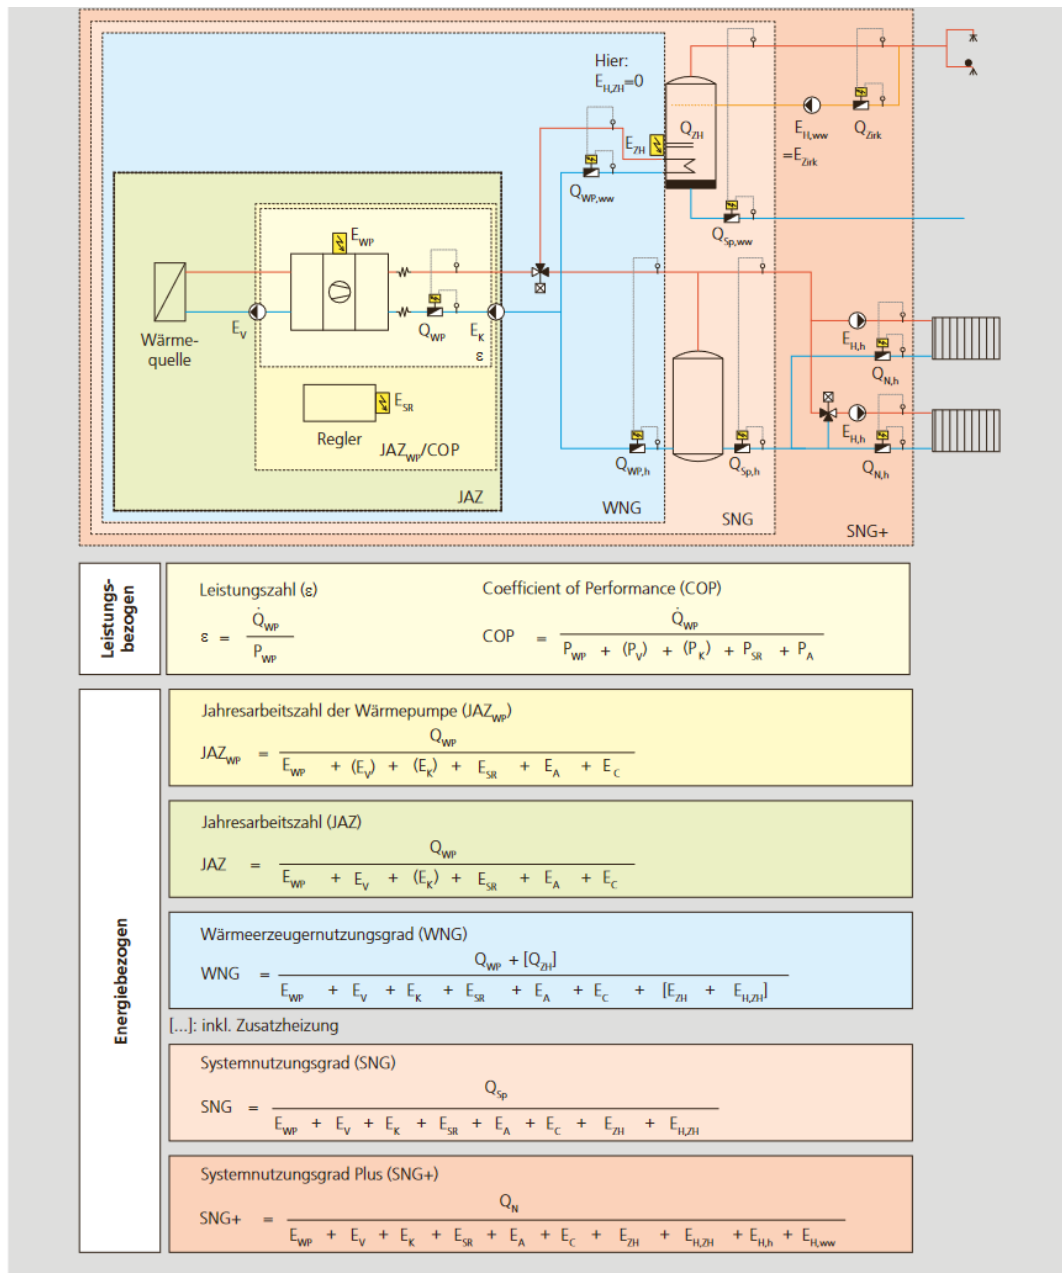 Hier:
E_H,ZH=0
Q_ZH
E_ZH
E_H,ww
=E_Zirk
Q_Zirk
Q_WP,ww
Q_Sp,ww
E_WP
E_V
Q_WP
E_K
ε
Wärme-
quelle
E_SR
Regler
JAZ_WP/COP
JAZ
E_H,h
Q_N,h
E_H,h
Q_WP,h
Q_Sp,h
Q_N,h
WNG
SNG
SNG+
Leistungs-
bezogen
Leistungszahl (ε)
ε = Q̇_WP / P_WP
Coefficient of Performance (COP)
COP = Q̇_WP / P_WP + (P_V) + (P_K) + P_SR + P_A
Energiebezogen
Jahresarbeitszahl der Wärmepumpe (JAZ_WP)
JAZ_WP = Q_WP / E_WP + (E_V) + (E_K) + E_SR + E_A + E_C
Jahresarbeitszahl (JAZ)
JAZ = Q_WP / E_WP + E_V + (E_K) + E_SR + E_A + E_C
Wärmeerzeugernutzungsgrad (WNG)
WNG = Q_WP + [Q_ZH] / E_WP + E_V + E_K + E_SR + E_A + E_C + [E_ZH + E_H,ZH]
[...]: inkl. Zusatzheizung
Systemnutzungsgrad (SNG)
SNG = Q_Sp / E_WP + E_V + E_K + E_SR + E_A + E_C + E_ZH + E_H,ZH
Systemnutzungsgrad Plus (SNG+)
SNG+ = Q_N / E_WP + E_V + E_K + E_SR + E_A + E_C + E_ZH + E_H,ZH + E_H,h + E_H,ww